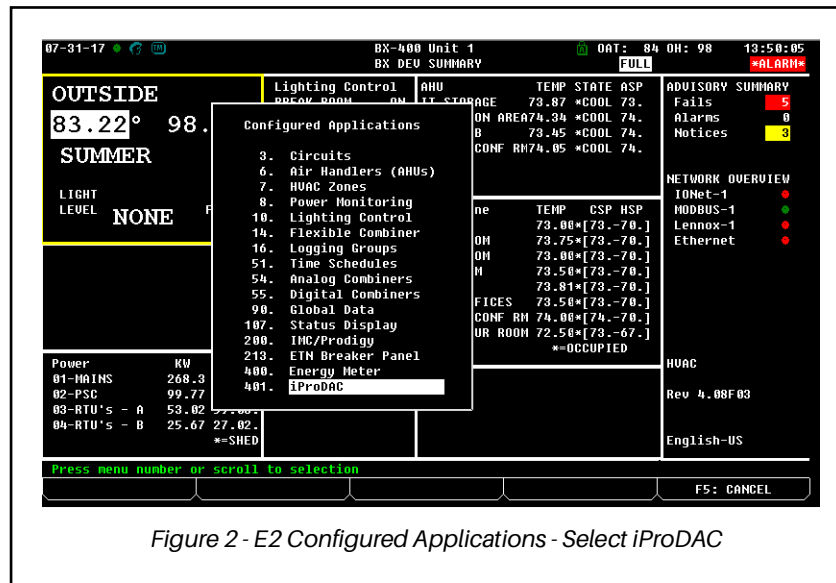 07-31-17 BX-400 Unit 1 OAT: 84 OH: 98 13:50:05
BX DEV SUMMARY FULL *ALARM*
OUTSIDE
83.22° 98.
SUMMER
LIGHT
LEVEL NONE
Lighting Control
BREAK ROOM ON
AHU TEMP STATE ASP
IT STORAGE 73.87 *COOL 73.
ON AREA74.34 *COOL 74.
B 73.45 *COOL 74.
CONF RM74.05 *COOL 74.
ADVISORY SUMMARY
Fails 5
Alarms 0
Notices 3
NETWORK OVERVIEW
IONet-1
MODBUS-1
Lennox-1
Ethernet
Configured Applications
3. Circuits
6. Air Handlers (AHUs)
7. HVAC Zones
8. Power Monitoring
10. Lighting Control
14. Flexible Combiner
16. Logging Groups
51. Time Schedules
54. Analog Combiners
55. Digital Combiners
90. Global Data
107. Status Display
200. IMC/Prodigy
213. ETN Breaker Panel
400. Energy Meter
401. iProDAC
ne TEMP CSP HSP
73.00*[73.-70.]
OM 73.75*[73.-70.]
OM 73.00*[73.-70.]
M 73.50*[73.-70.]
73.81*[73.-70.]
FICES 73.50*[73.-70.]
CONF RM 74.00*[74.-70.]
UR ROOM 72.50*[73.-67.]
*=OCCUPIED
Power KW
01-MAINS 268.3
02-PSC 99.77
03-RTU's - A 53.02
04-RTU's - B 25.67 27.02.
*=SHED
HVAC
Rev 4.08F03
English-US
Press menu number or scroll to selection
F5: CANCEL
Figure 2 - E2 Configured Applications - Select iProDAC